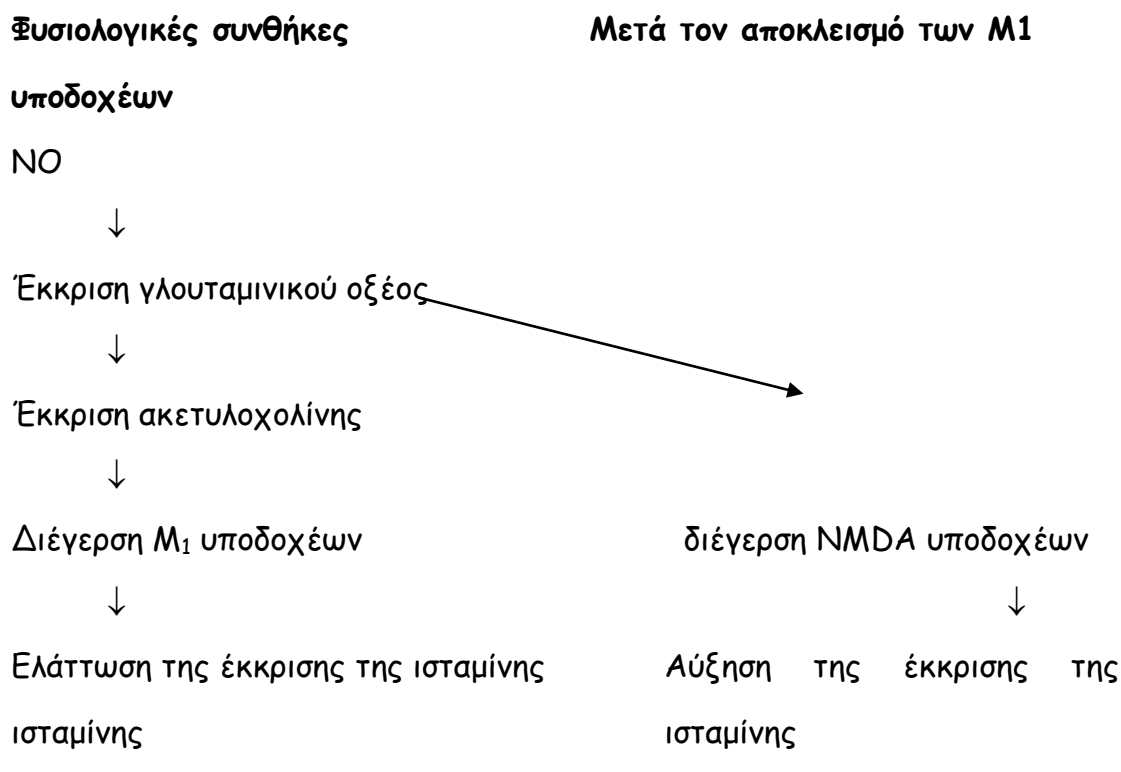 Φυσιολογικές συνθήκες Μετά τον αποκλεισμό των Μ1
υποδοχέων
NO
↓
Έκκριση γλουταμινικού οξέος
↓
Έκκριση ακετυλοχολίνης
↓
Διέγερση Μ₁ υποδοχέων διέγερση NMDA υποδοχέων
↓ ↓
Ελάττωση της έκκρισης της ισταμίνης Αύξηση της έκκρισης της
ισταμίνης ισταμίνης